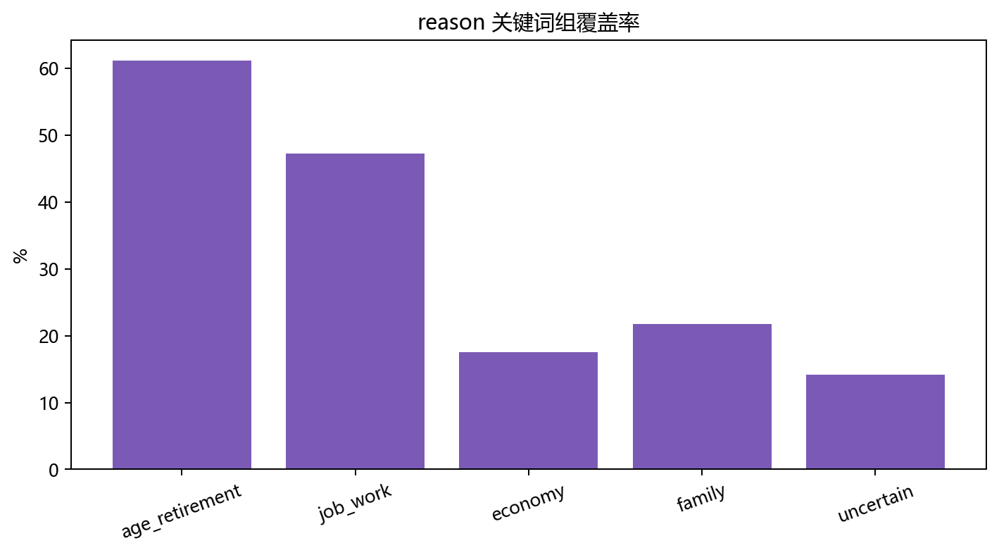 reason 关键词组覆盖率
%
60
50
40
30
20
10
0
age_retirement
job_work
economy
family
uncertain